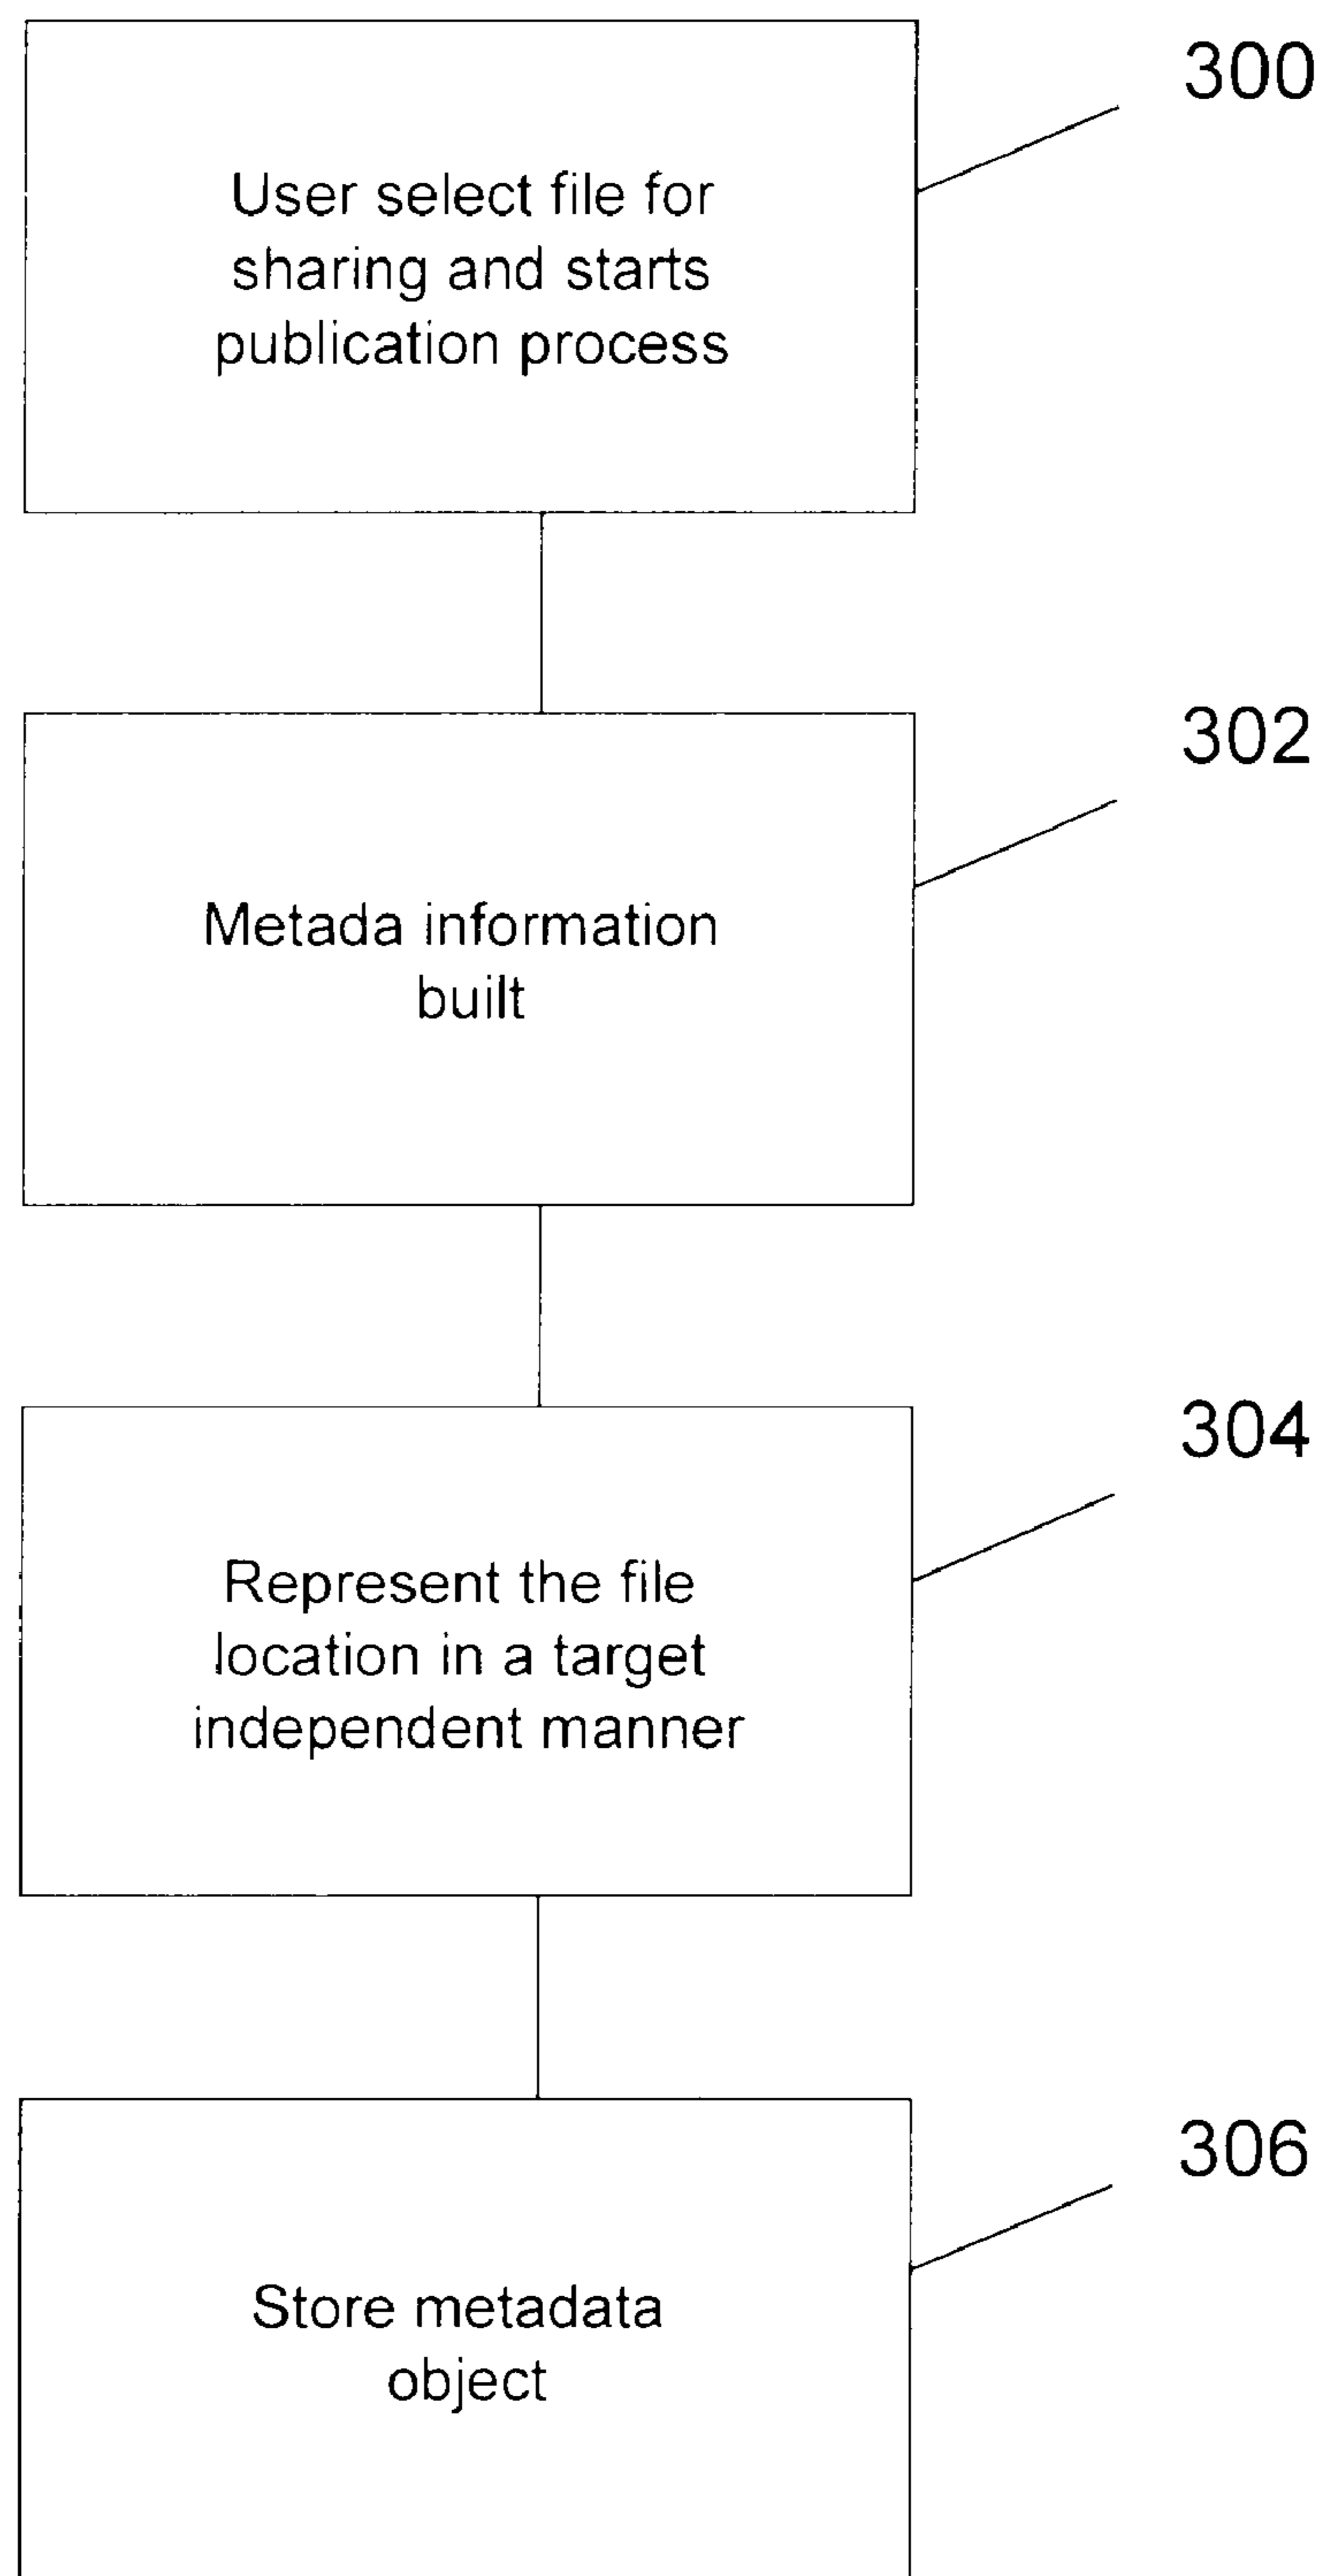 300
User select file for
sharing and starts
publication process
302
Metada information
built
304
Represent the file
location in a target
independent manner
306
Store metadata
object